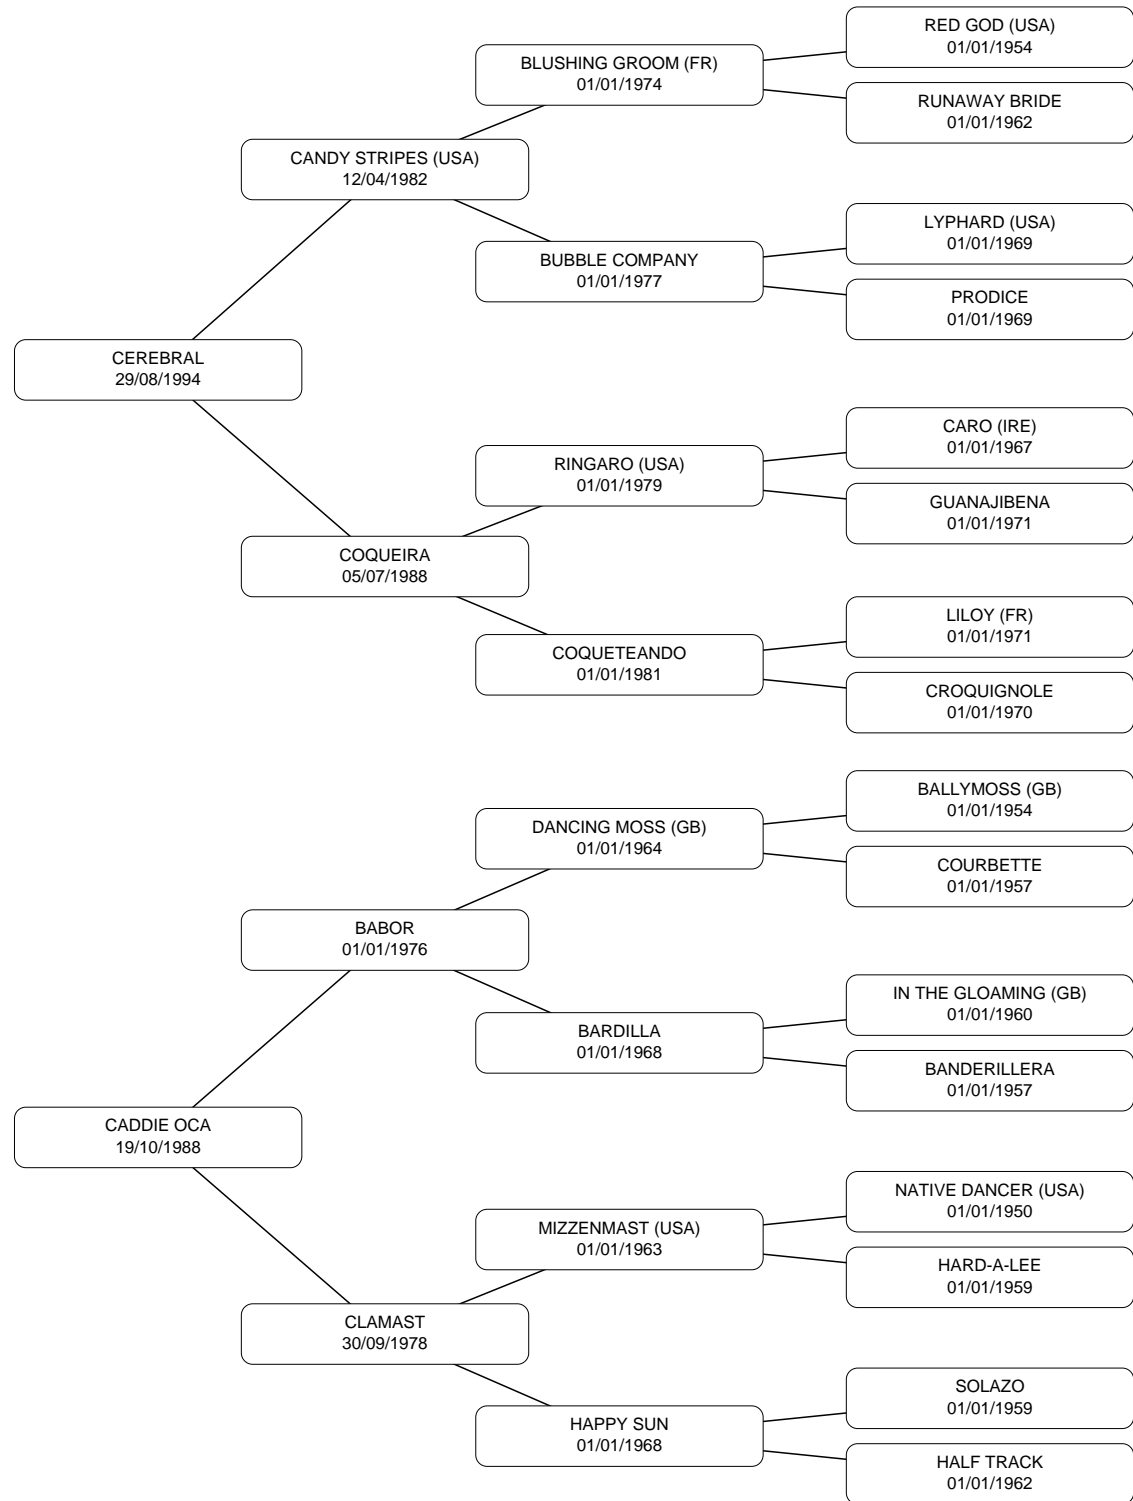 RED GOD (USA)
01/01/1954
BLUSHING GROOM (FR)
01/01/1974
RUNAWAY BRIDE
01/01/1962
CANDY STRIPES (USA)
12/04/1982
LYPHARD (USA)
01/01/1969
BUBBLE COMPANY
01/01/1977
PRODICE
01/01/1969
CEREBRAL
29/08/1994
CARO (IRE)
01/01/1967
RINGARO (USA)
01/01/1979
GUANAJIBENA
01/01/1971
COQUEIRA
05/07/1988
LILOY (FR)
01/01/1971
COQUETEANDO
01/01/1981
CROQUIGNOLE
01/01/1970
BALLYMOSS (GB)
01/01/1954
DANCING MOSS (GB)
01/01/1964
COURBETTE
01/01/1957
BABOR
01/01/1976
IN THE GLOAMING (GB)
01/01/1960
BARDILLA
01/01/1968
BANDERILLERA
01/01/1957
CADDIE OCA
19/10/1988
NATIVE DANCER (USA)
01/01/1950
MIZZENMAST (USA)
01/01/1963
HARD-A-LEE
01/01/1959
CLAMAST
30/09/1978
SOLAZO
01/01/1959
HAPPY SUN
01/01/1968
HALF TRACK
01/01/1962